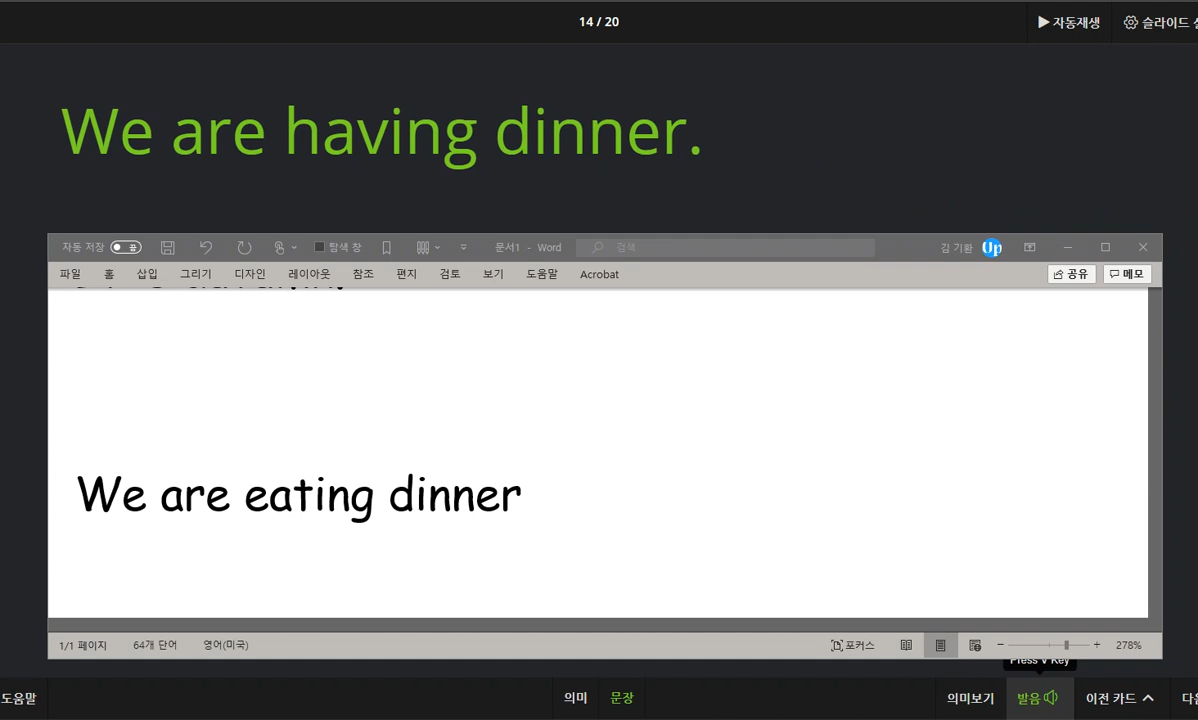 14 / 20
자동재생
슬라이드
We are having dinner.
자동 저장
탐색 창
문서1 - Word
검색
김 기환
Up
파일 홈 삽입 그리기 디자인 레이아웃 참조 편지 검토 보기 도움말 Acrobat
공유
메모
We are eating dinner
1/1 페이지 64개 단어 영어(미국)
포커스
278%
Press V Key
도움말
의미 문장
의미보기 발음 이전 카드